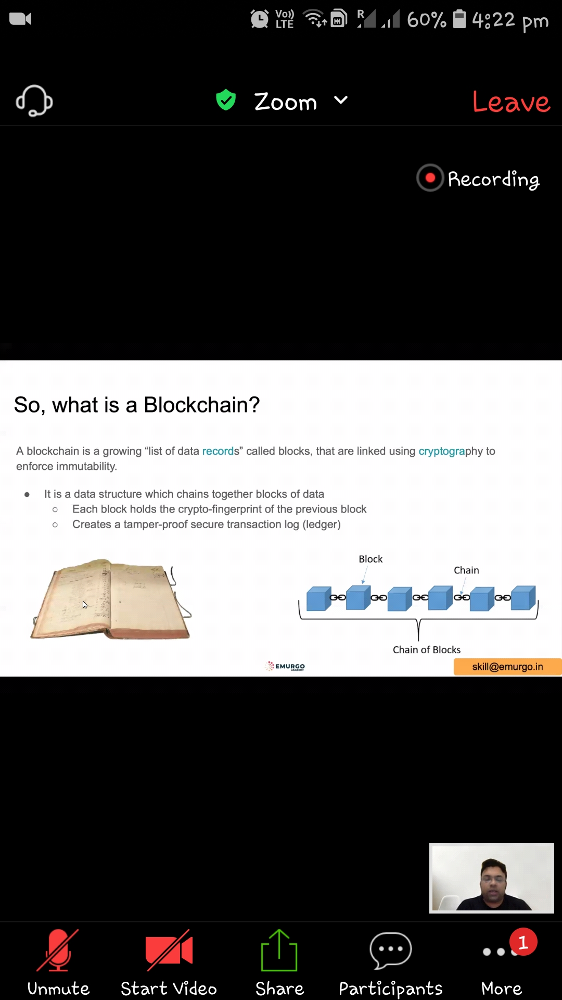 Vo)) LTE R 60% 4:22 pm
Zoom Leave
Recording
So, what is a Blockchain?
A blockchain is a growing “list of data records” called blocks, that are linked using cryptography to
enforce immutability.
● It is a data structure which chains together blocks of data
○ Each block holds the crypto-fingerprint of the previous block
○ Creates a tamper-proof secure transaction log (ledger)
Block
Chain
Chain of Blocks
EMURGO
ACADEMY
skill@emurgo.in
1
Unmute Start Video Share Participants More